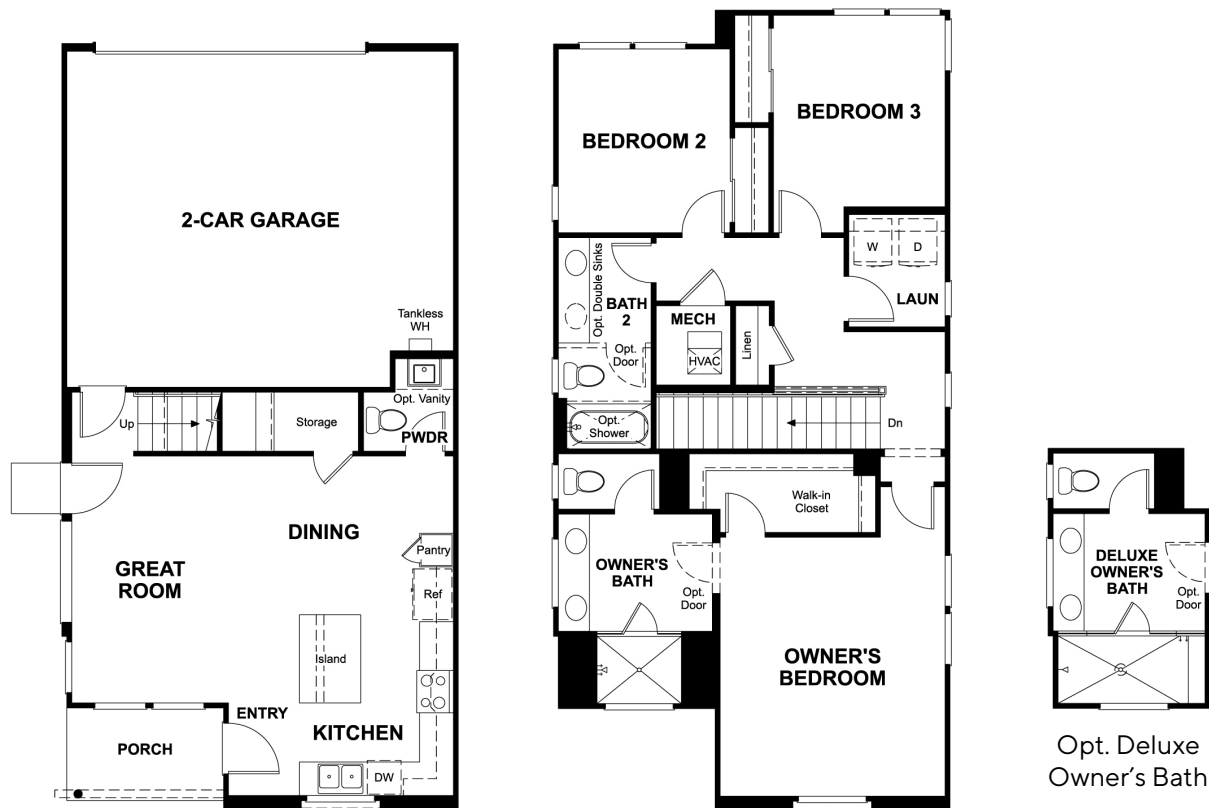 2-CAR GARAGE
Tankless
WH
Opt. Vanity
Up
Storage
PWDR
DINING
GREAT
ROOM
Pantry
Ref
Island
ENTRY
KITCHEN
PORCH
DW
BEDROOM 2
BEDROOM 3
W
D
LAUN
Opt. Double Sinks
BATH
2
MECH
Opt.
Door
HVAC
Linen
Opt.
Shower
Dn
Walk-in
Closet
OWNER'S
BATH
Opt.
Door
OWNER'S
BEDROOM
DELUXE
OWNER'S
BATH
Opt.
Door
Opt. Deluxe
Owner's Bath